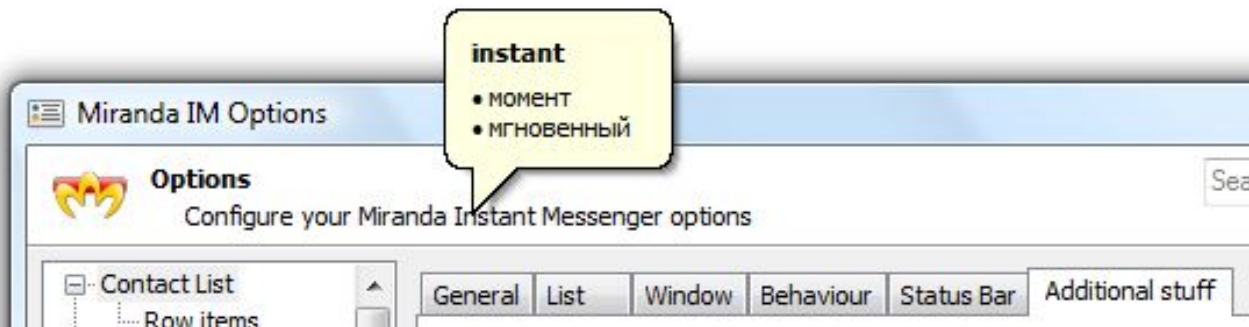 instant
• момент
• мгновенный
Miranda IM Options
Options
Configure your Miranda Instant Messenger options
Sea
Contact List
Row items
General List Window Behaviour Status Bar Additional stuff